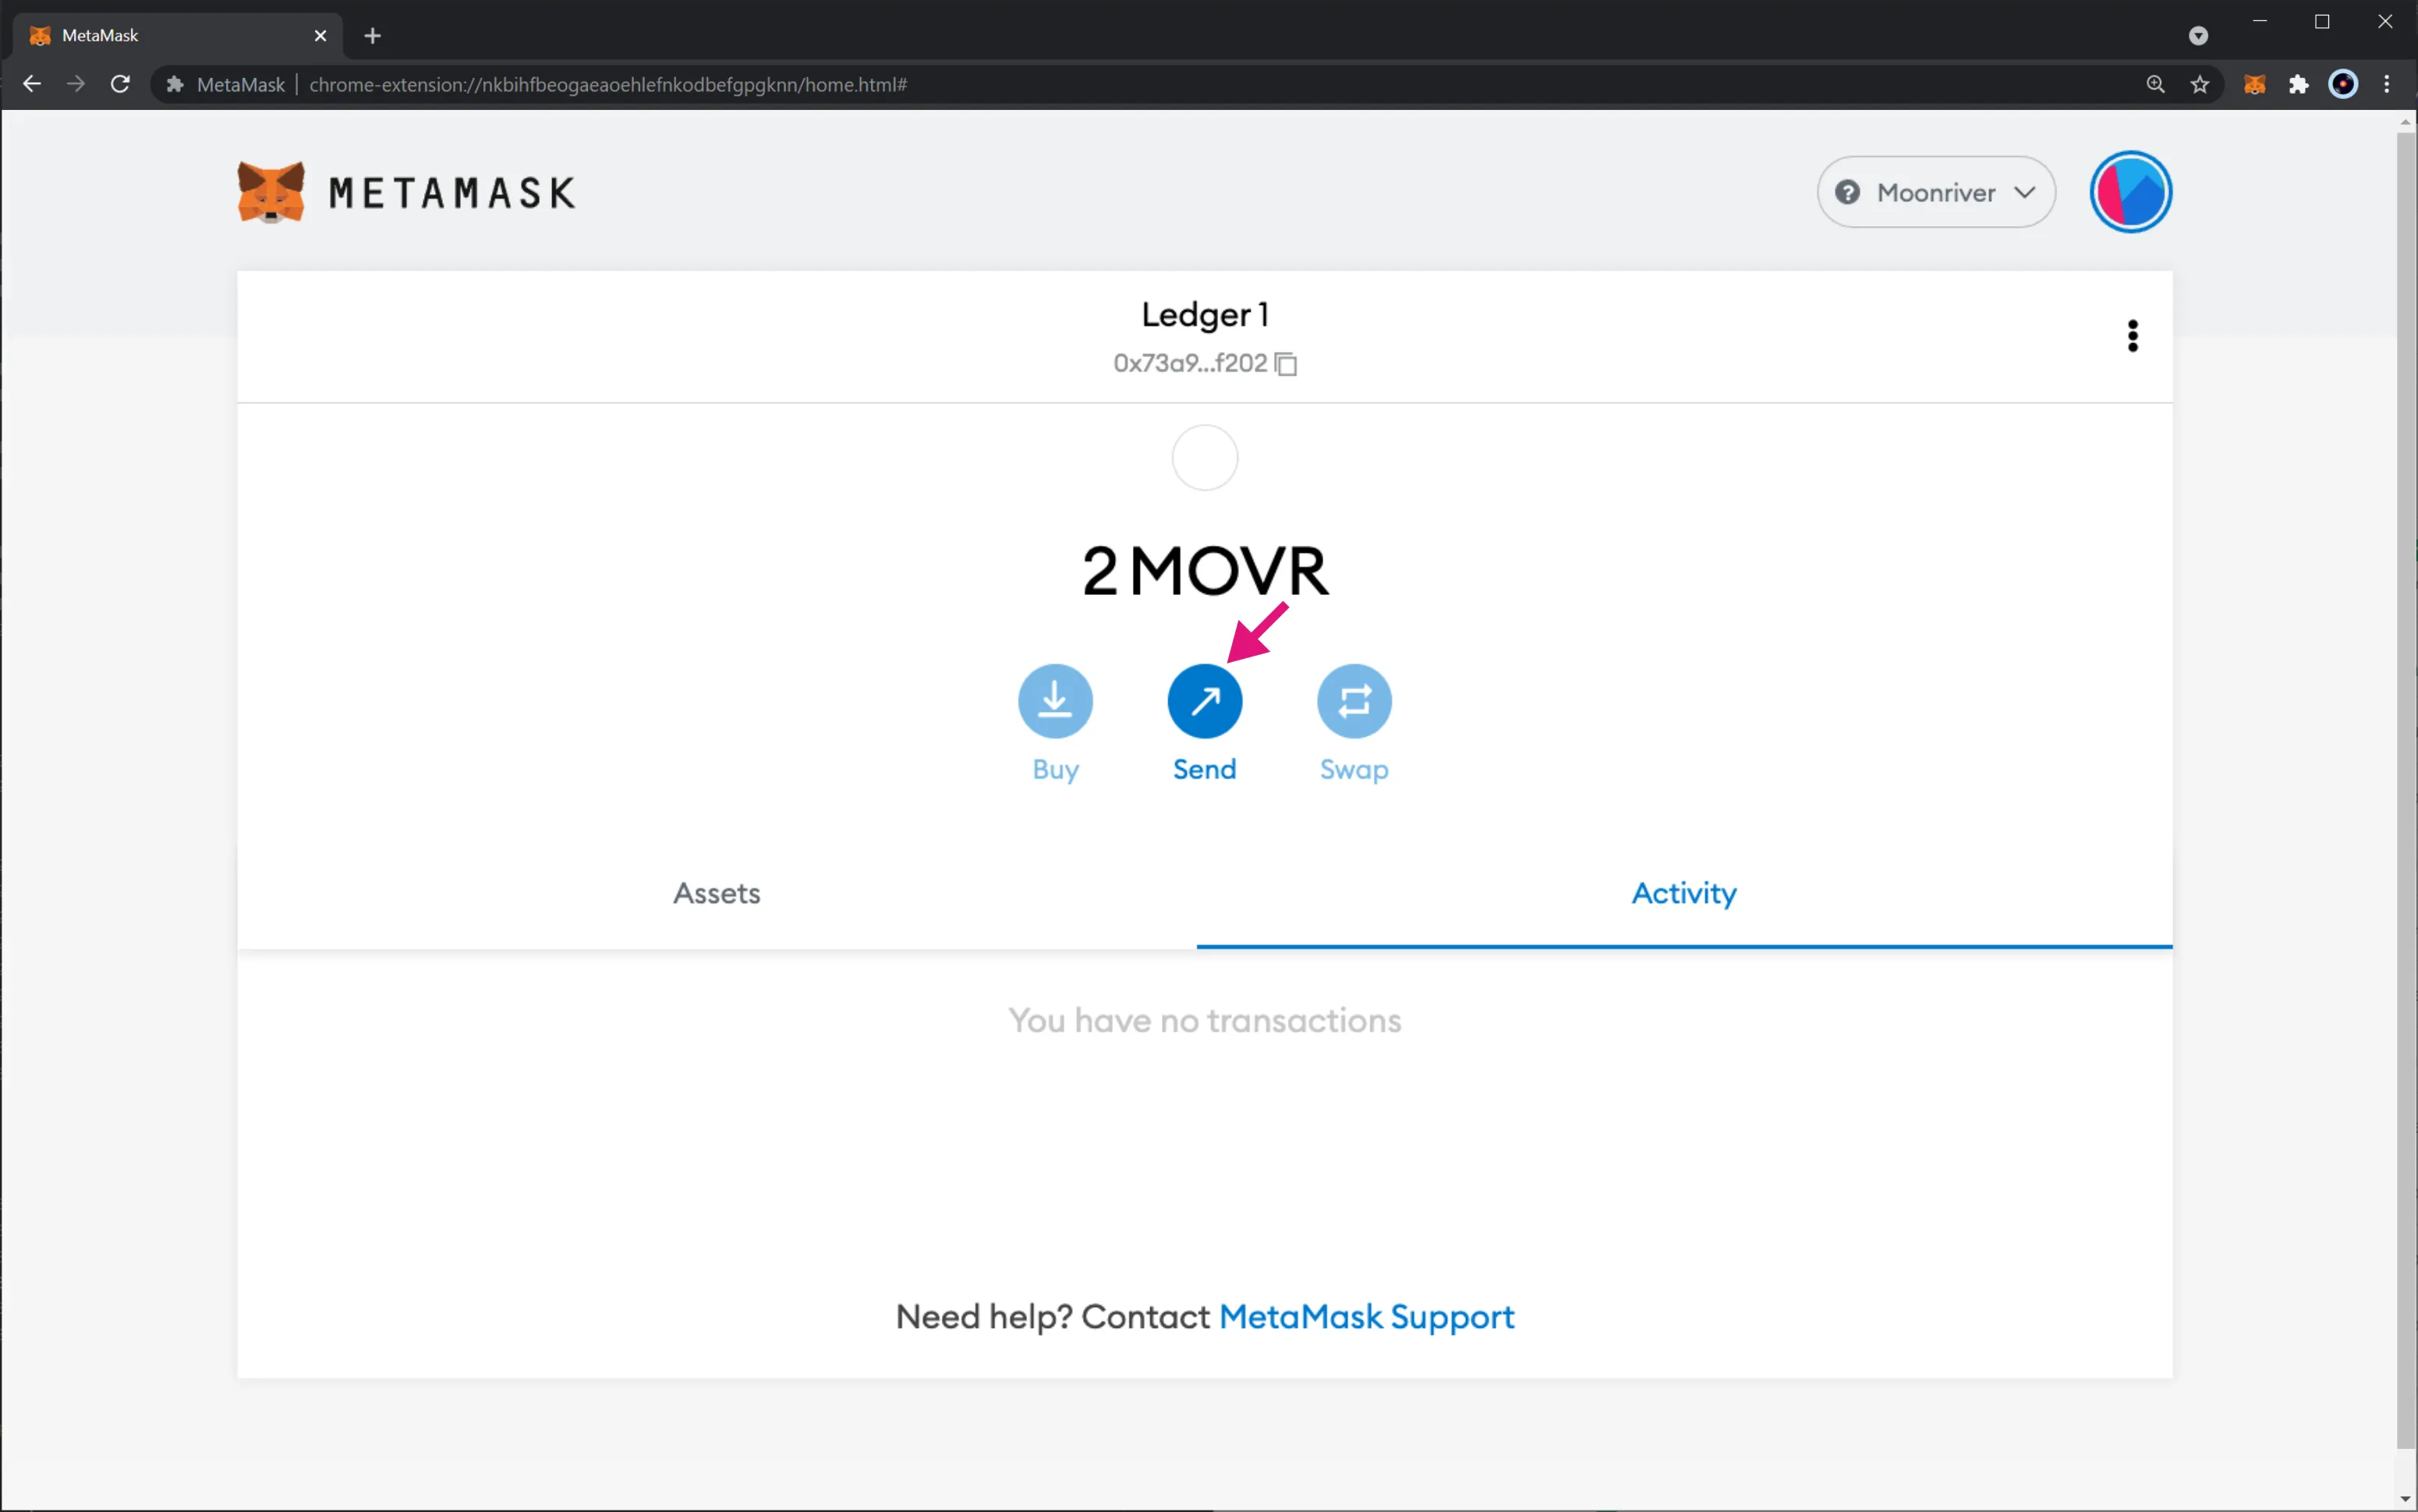 MetaMask
MetaMask | chrome-extension://nkbihfbeogaeaoehlefnkodbefgpgknn/home.html#
METAMASK
? Moonriver
Ledger 1
0x73a9...f202
2 MOVR
Buy
Send
Swap
Assets
Activity
You have no transactions
Need help? Contact MetaMask Support